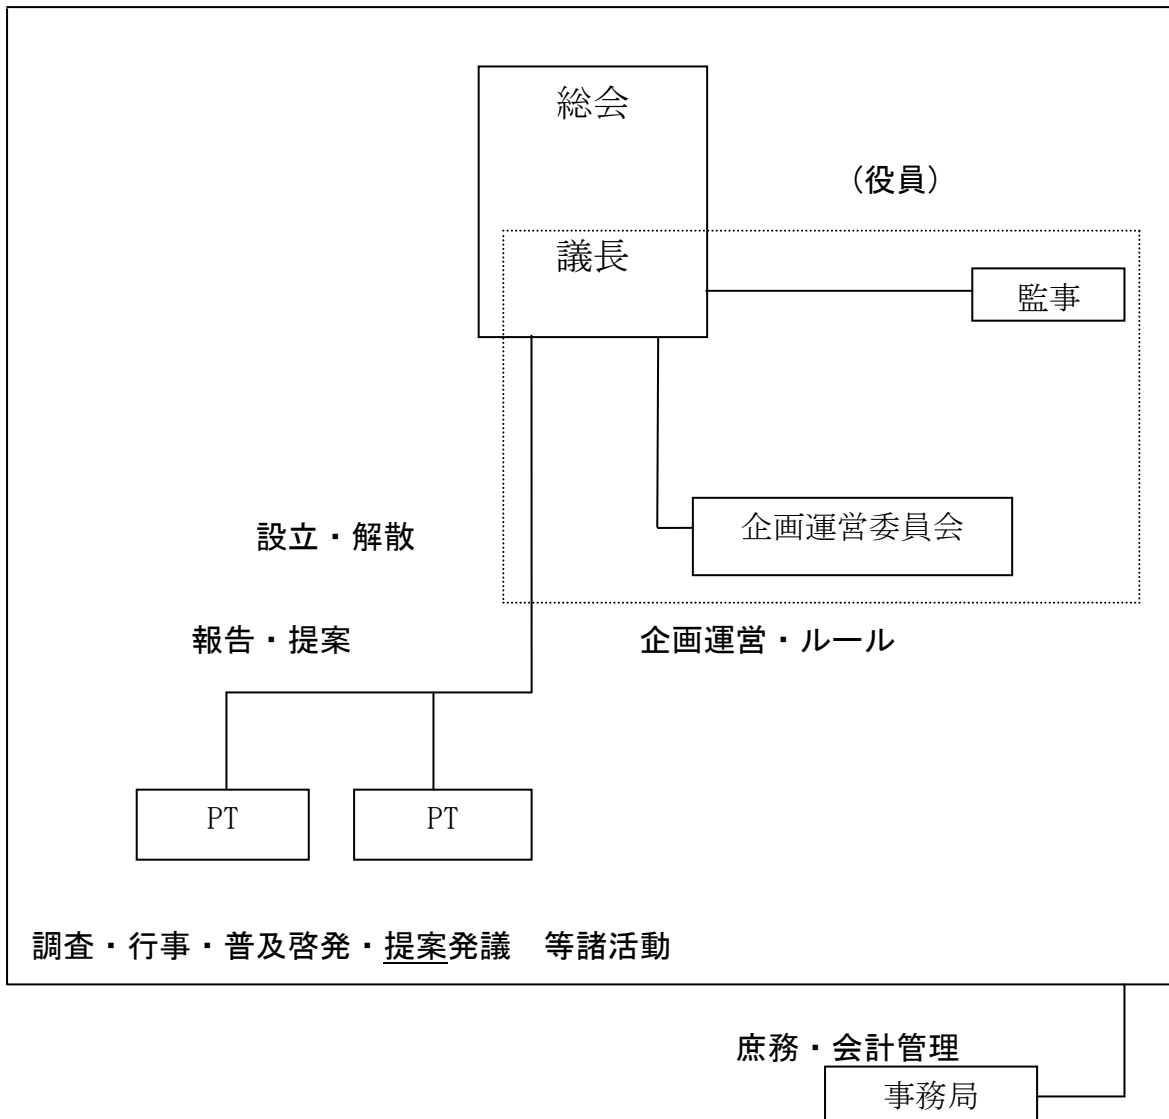 総会
（役員）
議長
監事
企画運営委員会
設立・解散
報告・提案
企画運営・ルール
PT
PT
調査・行事・普及啓発・提案発議　等諸活動
庶務・会計管理
事務局